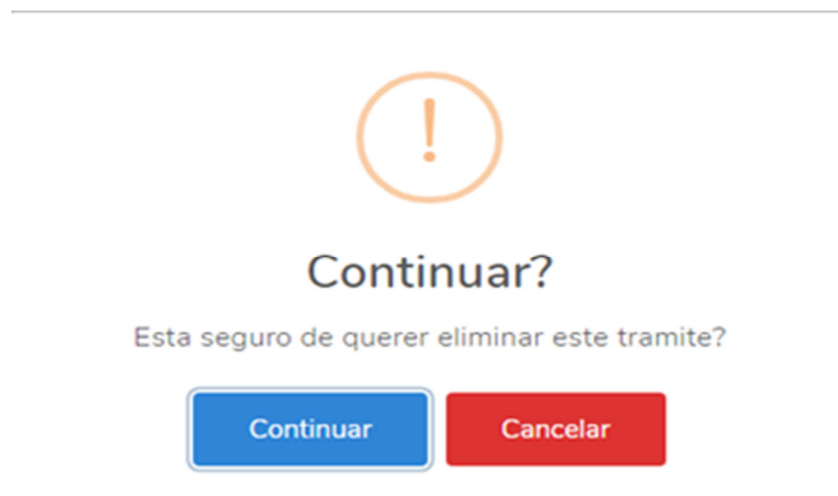 Continuar?
Esta seguro de querer eliminar este tramite?
Continuar Cancelar